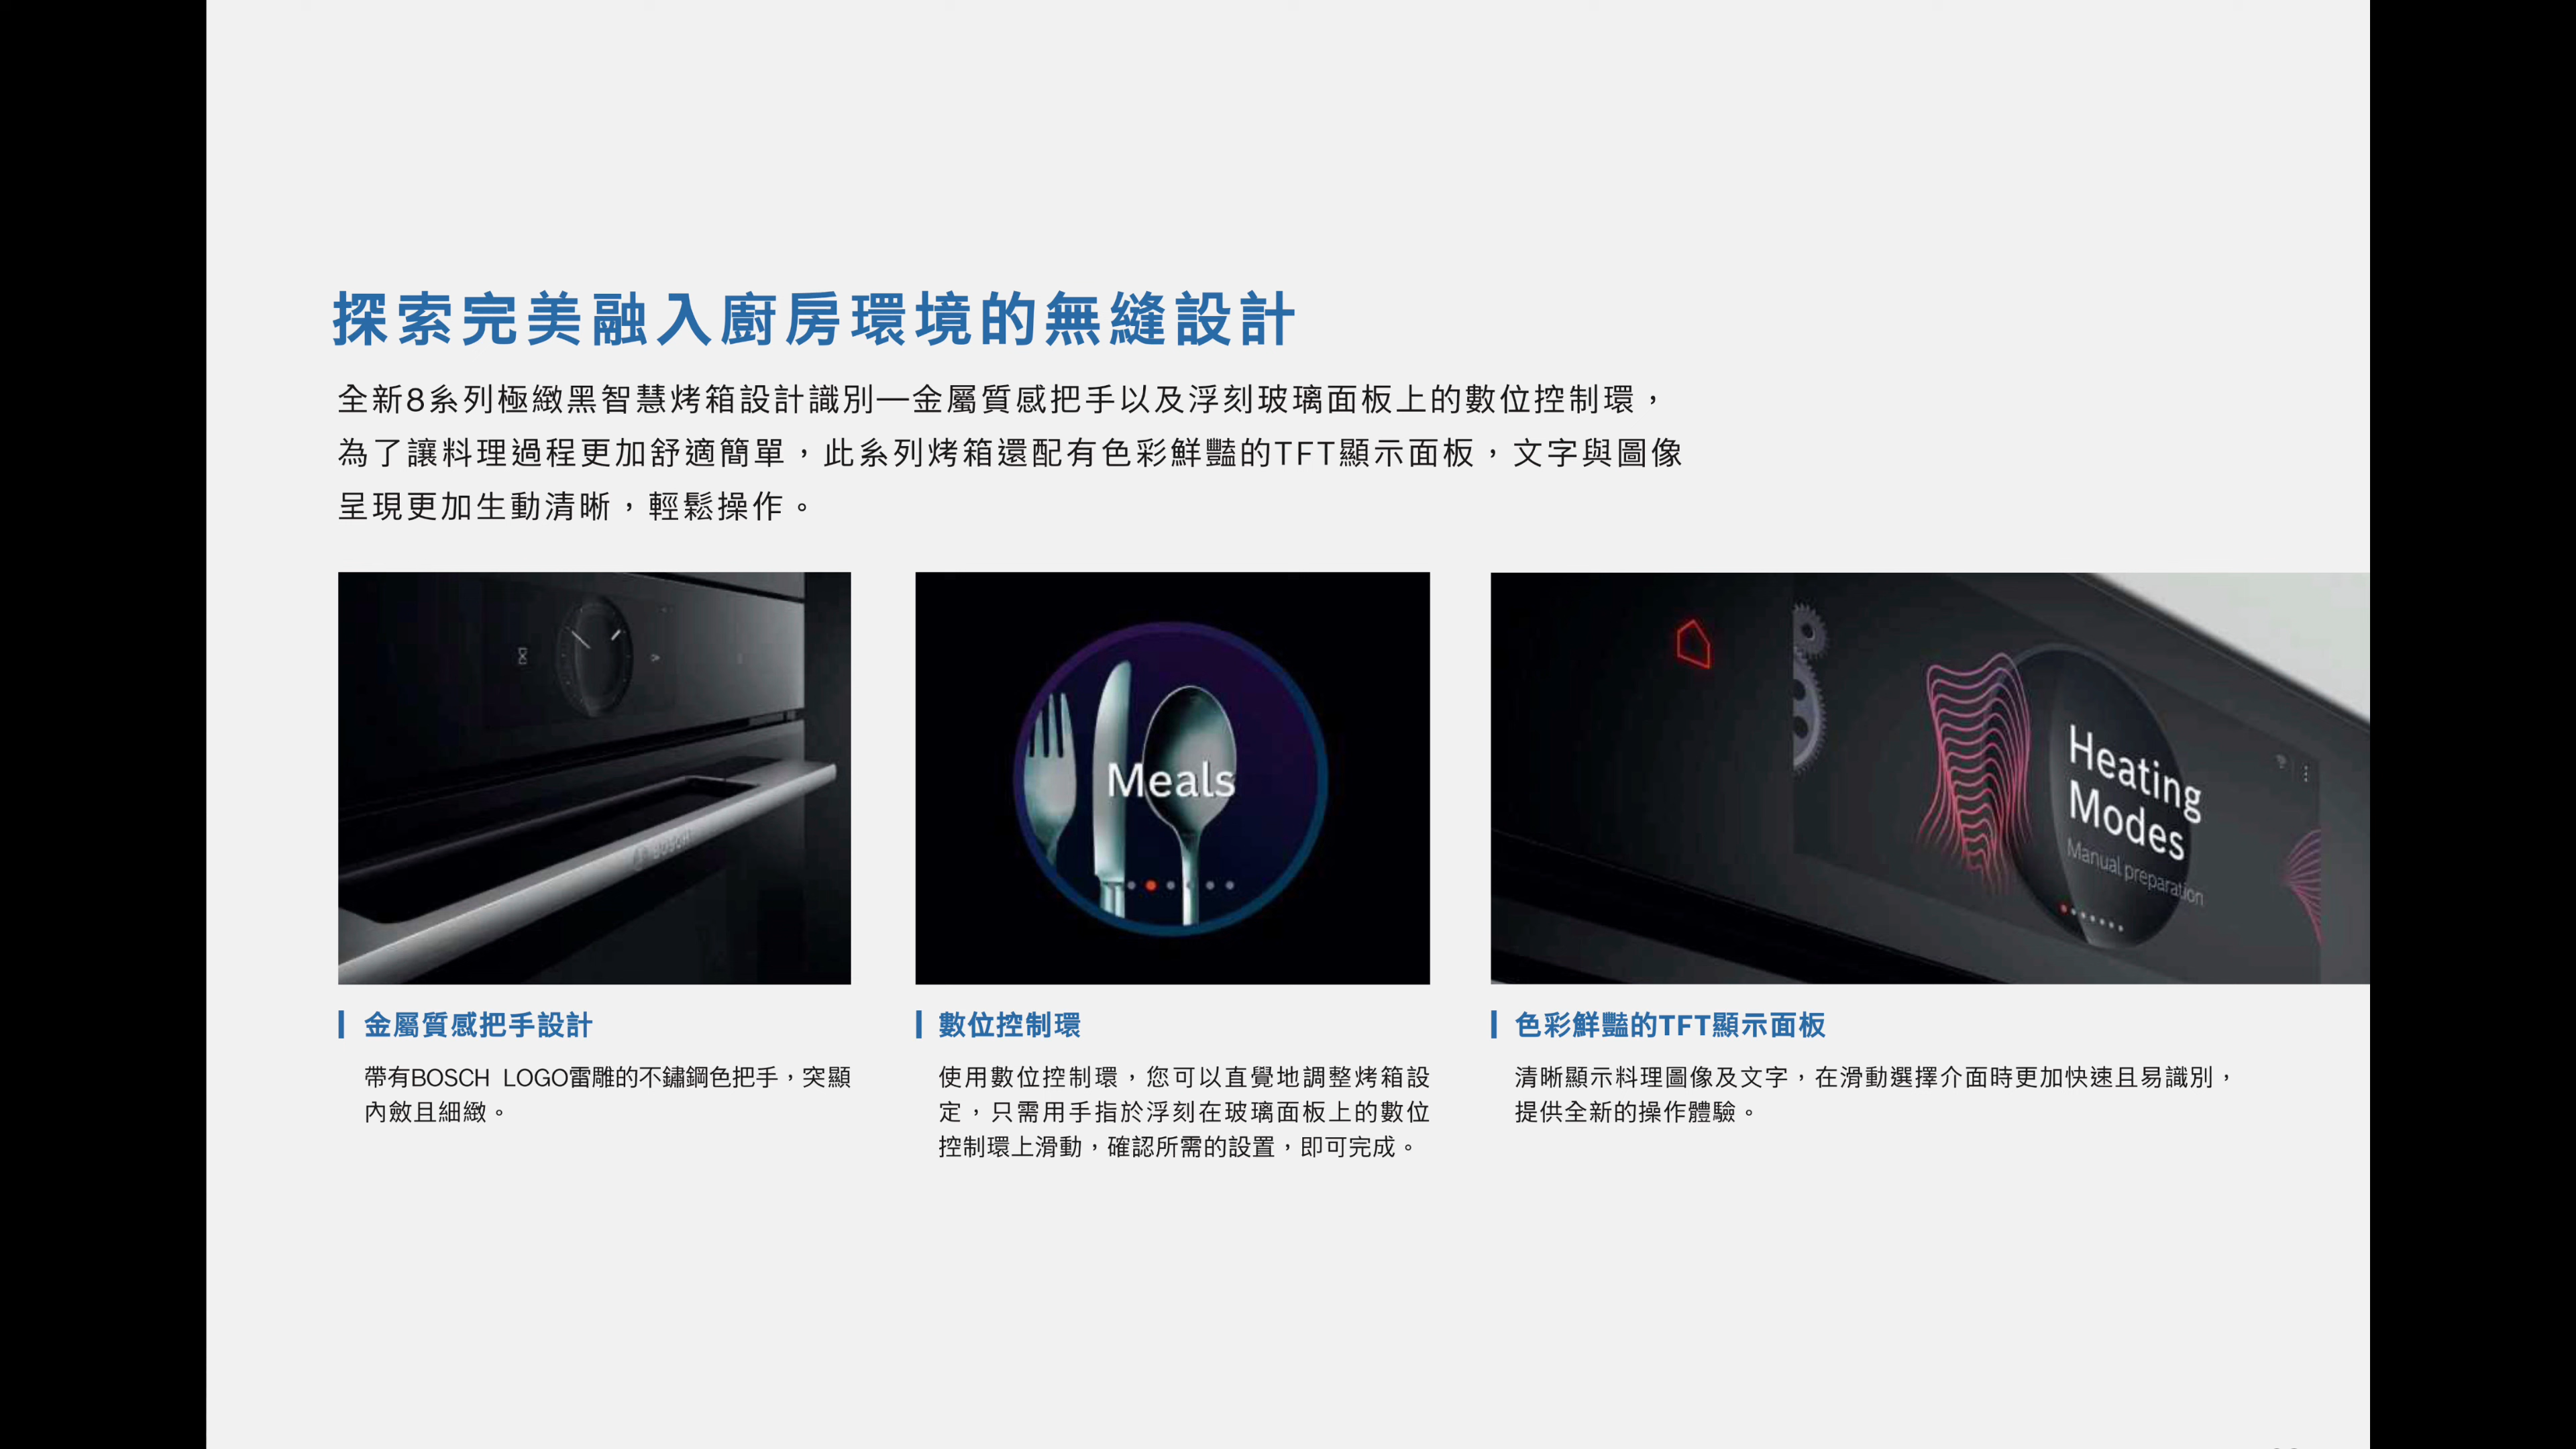 探索完美融入廚房環境的無縫設計
全新8系列極緻黑智慧烤箱設計識別—金屬質感把手以及浮刻玻璃面板上的數位控制環，
為了讓料理過程更加舒適簡單，此系列烤箱還配有色彩鮮豔的TFT顯示面板，文字與圖像
呈現更加生動清晰，輕鬆操作。
BOSCH
Meals
Heating
Modes
Manual preparation
金屬質感把手設計
帶有BOSCH LOGO雷雕的不鏽鋼色把手，突顯
內斂且細緻。
數位控制環
使用數位控制環，您可以直覺地調整烤箱設
定，只需用手指於浮刻在玻璃面板上的數位
控制環上滑動，確認所需的設置，即可完成。
色彩鮮豔的TFT顯示面板
清晰顯示料理圖像及文字，在滑動選擇介面時更加快速且易識別，
提供全新的操作體驗。